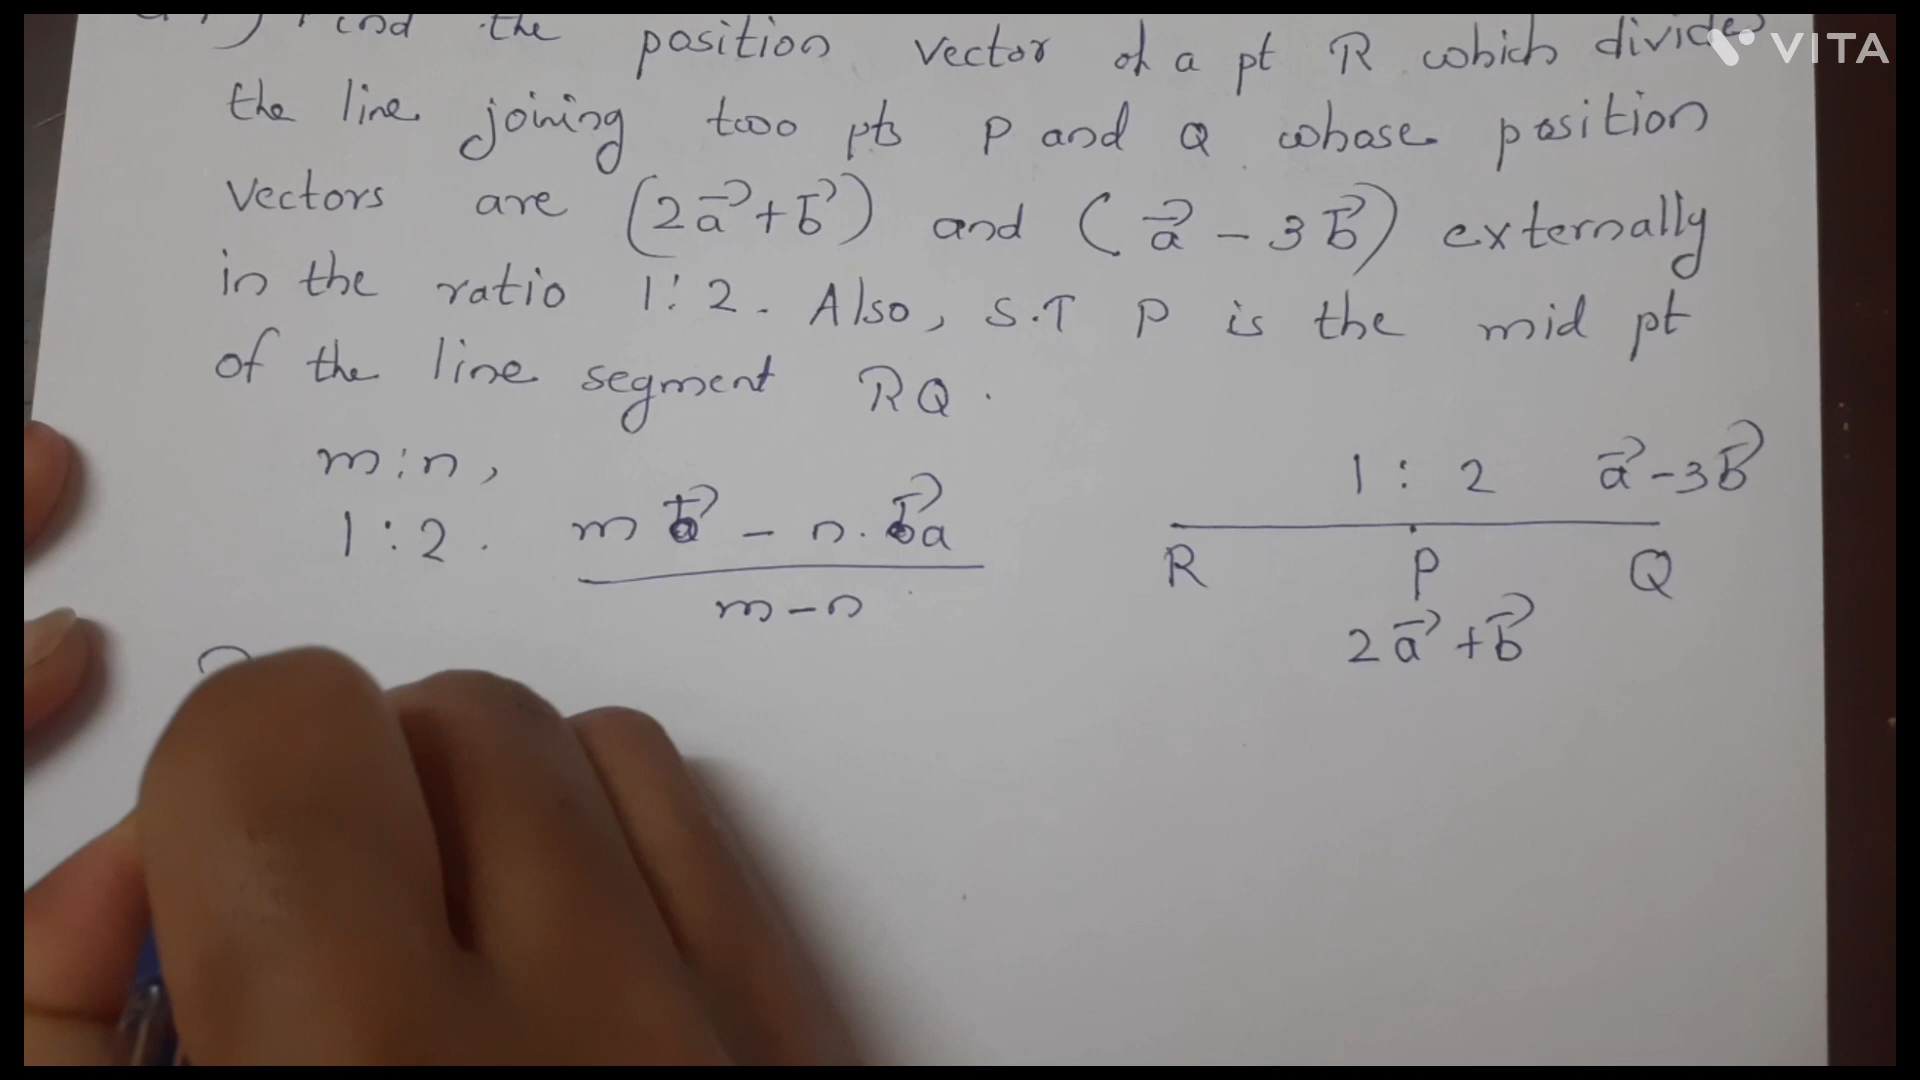 Find the position vector of a pt R which divides
VITA
the line joining two pts P and Q whose position
vectors are (2a⃗ + b⃗) and (a⃗ - 3b⃗) externally
in the ratio 1:2. Also, S.T P is the mid pt
of the line segment RQ.
m:n,
1:2.
m b⃗ - n. a⃗
m-n
1 : 2 a⃗ - 3b⃗
R P Q
2a⃗ + b⃗